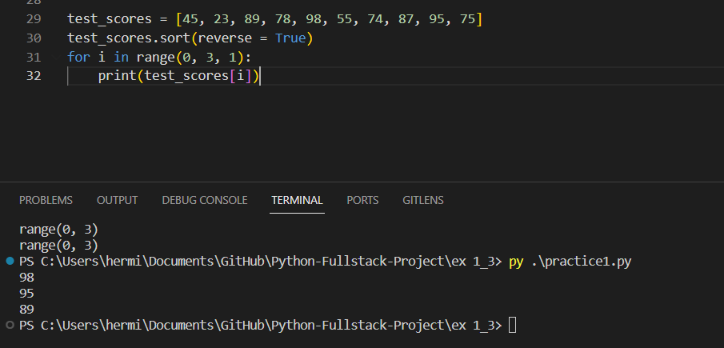 28
29 test_scores = [45, 23, 89, 78, 98, 55, 74, 87, 95, 75]
30 test_scores.sort(reverse = True)
31 for i in range(0, 3, 1):
32     print(test_scores[i])
PROBLEMS OUTPUT DEBUG CONSOLE TERMINAL PORTS GITLENS
range(0, 3)
range(0, 3)
PS C:\Users\hermi\Documents\GitHub\Python-Fullstack-Project\ex 1_3> py .\practice1.py
98
95
89
PS C:\Users\hermi\Documents\GitHub\Python-Fullstack-Project\ex 1_3>